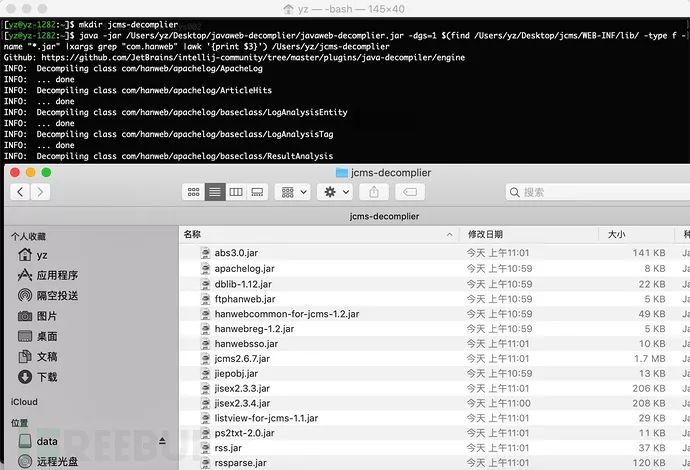 yz — -bash — 145×40
[yz@yz-1282:~]$ mkdir jcms-decomplier
[yz@yz-1282:~]$ java -jar /Users/yz/Desktop/javaweb-decomplier/javaweb-decomplier.jar -dgs=1 $(find /Users/yz/Desktop/jcms/WEB-INF/lib/ -type f -
name "*.jar" |xargs grep "com.hanweb" |awk '{print $3}') /Users/yz/jcms-decomplier
Github: https://github.com/JetBrains/intellij-community/tree/master/plugins/java-decompiler/engine
INFO:  Decompiling class com/hanweb/apachelog/ApacheLog
INFO:  ... done
INFO:  Decompiling class com/hanweb/apachelog/ArticleHits
INFO:  ... done
INFO:  Decompiling class com/hanweb/apachelog/baseclass/LogAnalysisEntity
INFO:  ... done
INFO:  Decompiling class com/hanweb/apachelog/baseclass/LogAnalysisTag
INFO:  ... done
INFO:  Decompiling class com/hanweb/apachelog/baseclass/ResultAnalysis
jcms-decomplier
搜索
jcms-decomplier
个人收藏
yz
应用程序
隔空投送
图片
桌面
文稿
下载
iCloud
位置
data
远程光盘
名称 修改日期 大小 种
abs3.0.jar 今天 上午11:01 141 KB Ja
apachelog.jar 今天 上午10:59 8 KB Ja
dblib-1.12.jar 今天 上午10:59 22 KB Ja
ftphanweb.jar 今天 上午10:59 5 KB Ja
hanwebcommon-for-jcms-1.2.jar 今天 上午10:59 49 KB Ja
hanwebreg-1.2.jar 今天 上午10:59 5 KB Ja
hanwebsso.jar 今天 上午11:01 10 KB Ja
jcms2.6.7.jar 今天 上午11:01 1.7 MB Ja
jiepobj.jar 今天 上午10:59 13 KB Ja
jisex2.3.3.jar 今天 上午11:01 206 KB Ja
jisex2.3.4.jar 今天 上午11:00 208 KB Ja
listview-for-jcms-1.1.jar 今天 上午11:01 29 KB Ja
ps2txt-2.0.jar 今天 上午11:01 11 KB Ja
rss.jar 今天 上午11:01 37 KB Ja
rssparse.jar 今天 上午11:01 120 KB Ja